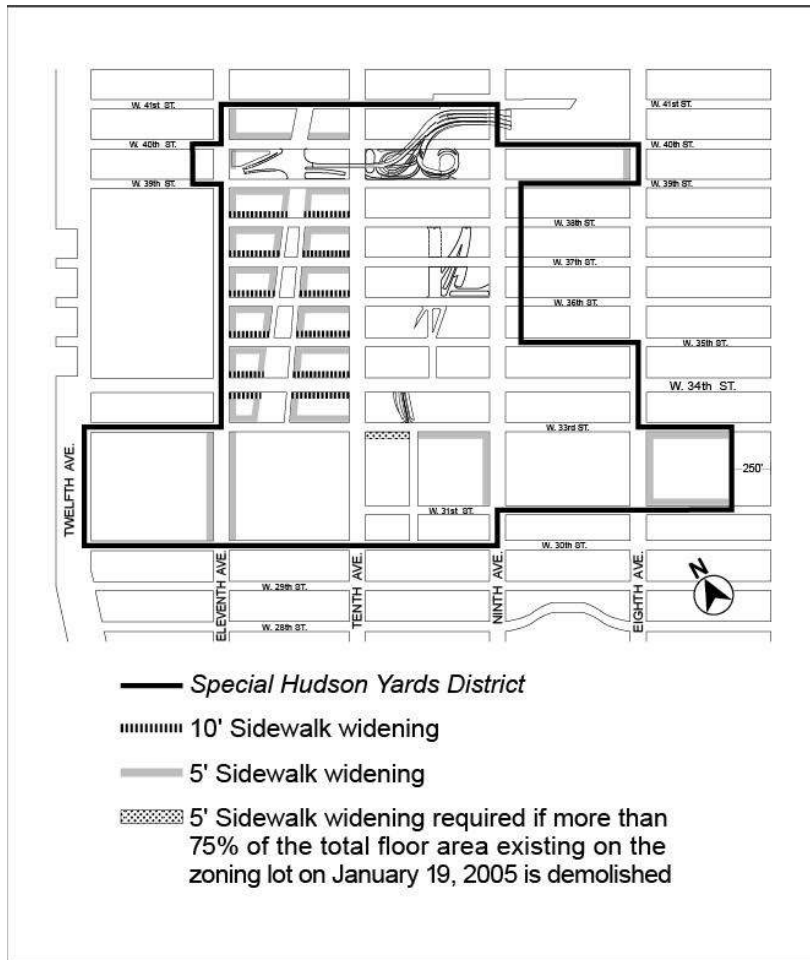 W. 41st ST.
W. 41st ST.
W. 40th ST.
W. 40th ST.
W. 39th ST.
W. 39th ST.
W. 38th ST.
W. 37th ST.
W. 36th ST.
W. 35th ST.
W. 34th ST.
W. 33rd ST.
250'
W. 31st ST.
W. 30th ST.
W. 29th ST.
W. 28th ST.
TWELFTH AVE.
ELEVENTH AVE.
TENTH AVE.
NINTH AVE.
EIGHTH AVE.
N
Special Hudson Yards District
10' Sidewalk widening
5' Sidewalk widening
5' Sidewalk widening required if more than
75% of the total floor area existing on the
zoning lot on January 19, 2005 is demolished